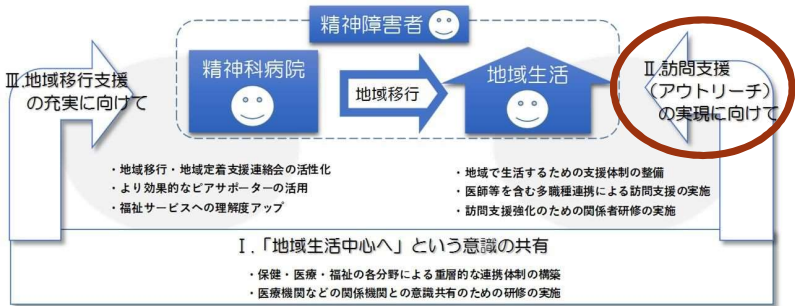 精神障害者
精神科病院
地域移行
地域生活
Ⅲ.地域移行支援
の充実に向けて
Ⅱ.訪問支援
（アウトリーチ）
の実現に向けて
・地域移行・地域定着支援連絡会の活性化
・より効果的なピアサポーターの活用
・福祉サービスへの理解度アップ
・地域で生活するための支援体制の整備
・医師等を含む多職種連携による訪問支援の実施
・訪問支援強化のための関係者研修の実施
Ⅰ.「地域生活中心へ」という意識の共有
・保健・医療・福祉の各分野による重層的な連携体制の構築
・医療機関などの関係機関との意識共有のための研修の実施